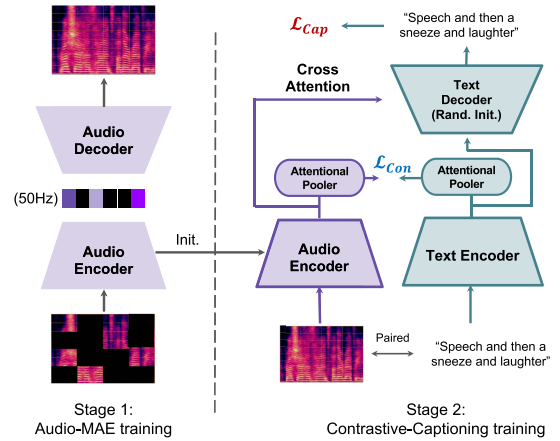 Audio
Decoder
(50Hz)
Audio
Encoder
Init.
Stage 1:
Audio-MAE training
ℒCap
“Speech and then a
sneeze and laughter”
Cross
Attention
Text
Decoder
(Rand. Init.)
Attentional
Pooler
ℒCon
Attentional
Pooler
Audio
Encoder
Text Encoder
Paired
“Speech and then a
sneeze and laughter”
Stage 2:
Contrastive-Captioning training